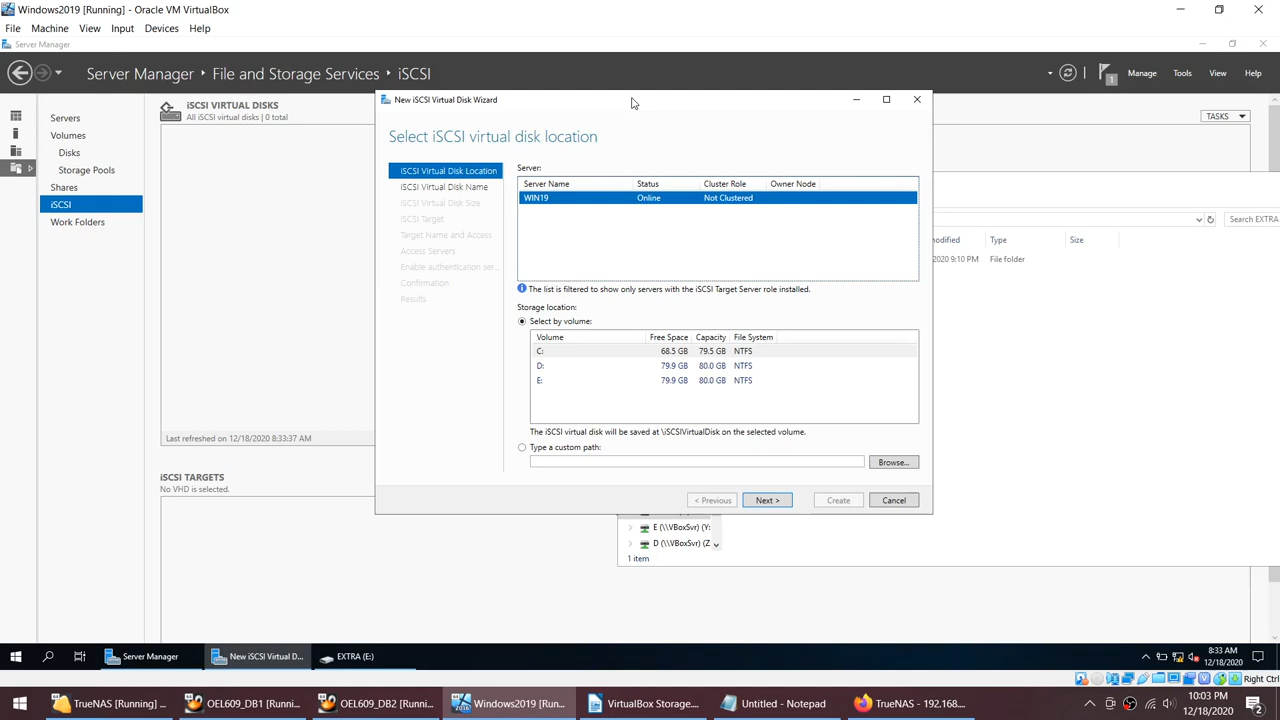 Windows2019 [Running] - Oracle VM VirtualBox
File Machine View Input Devices Help
Server Manager
Server Manager File and Storage Services iSCSI
1 Manage Tools View Help
Servers
Volumes
Disks
Storage Pools
Shares
iSCSI
Work Folders
iSCSI VIRTUAL DISKS
All iSCSI virtual disks | 0 total
TASKS
Last refreshed on 12/18/2020 8:33:37 AM
iSCSI TARGETS
No VHD is selected.
New iSCSI Virtual Disk Wizard
Select iSCSI virtual disk location
iSCSI Virtual Disk Location
iSCSI Virtual Disk Name
iSCSI Virtual Disk Size
iSCSI Target
Target Name and Access
Access Servers
Enable authentication ser...
Confirmation
Results
Server:
Server Name Status Cluster Role Owner Node
WIN19 Online Not Clustered
The list is filtered to show only servers with the iSCSI Target Server role installed.
Storage location:
Select by volume:
Volume Free Space Capacity File System
C: 68.5 GB 79.5 GB NTFS
D: 79.9 GB 80.0 GB NTFS
E: 79.9 GB 80.0 GB NTFS
The iSCSI virtual disk will be saved at \iSCSIVirtualDisk on the selected volume.
Type a custom path:
Browse...
< Previous Next > Create Cancel
Search EXTRA
Type Size
2020 9:10 PM File folder
E (\\VBoxSvr) (Y:
D (\\VBoxSvr) (Z
1 item
Server Manager New iSCSI Virtual D... EXTRA (E:)
8:33 AM
12/18/2020
Right Ctrl
TrueNAS [Running] ... OEL609_DB1 [Runni... OEL609_DB2 [Runni... Windows2019 [Run... VirtualBox Storage.... Untitled - Notepad TrueNAS - 192.168....
10:03 PM
12/18/2020
2